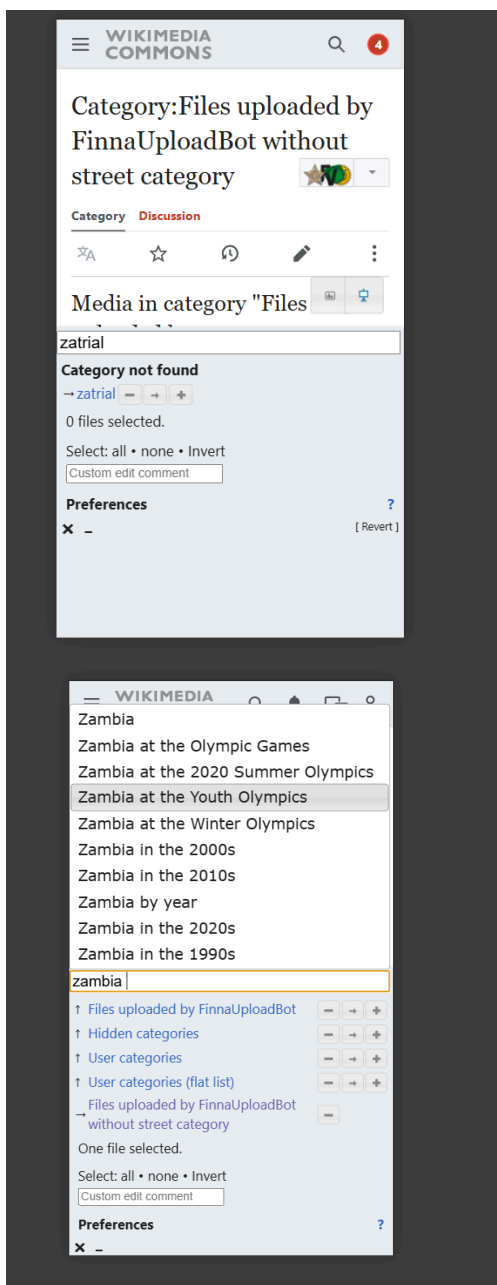 WIKIMEDIA
COMMONS
4
Category:Files uploaded by
FinnaUploadBot without
street category
Category Discussion
Media in category "Files
zatrial
Category not found
→ zatrial − → +
0 files selected.
Select: all • none • Invert
Custom edit comment
Preferences ?
[ Revert ]
WIKIMEDIA
Zambia
Zambia at the Olympic Games
Zambia at the 2020 Summer Olympics
Zambia at the Youth Olympics
Zambia at the Winter Olympics
Zambia in the 2000s
Zambia in the 2010s
Zambia by year
Zambia in the 2020s
Zambia in the 1990s
zambia
↑ Files uploaded by FinnaUploadBot − → +
↑ Hidden categories − → +
↑ User categories − → +
↑ User categories (flat list) − → +
→ Files uploaded by FinnaUploadBot
without street category −
One file selected.
Select: all • none • Invert
Custom edit comment
Preferences ?